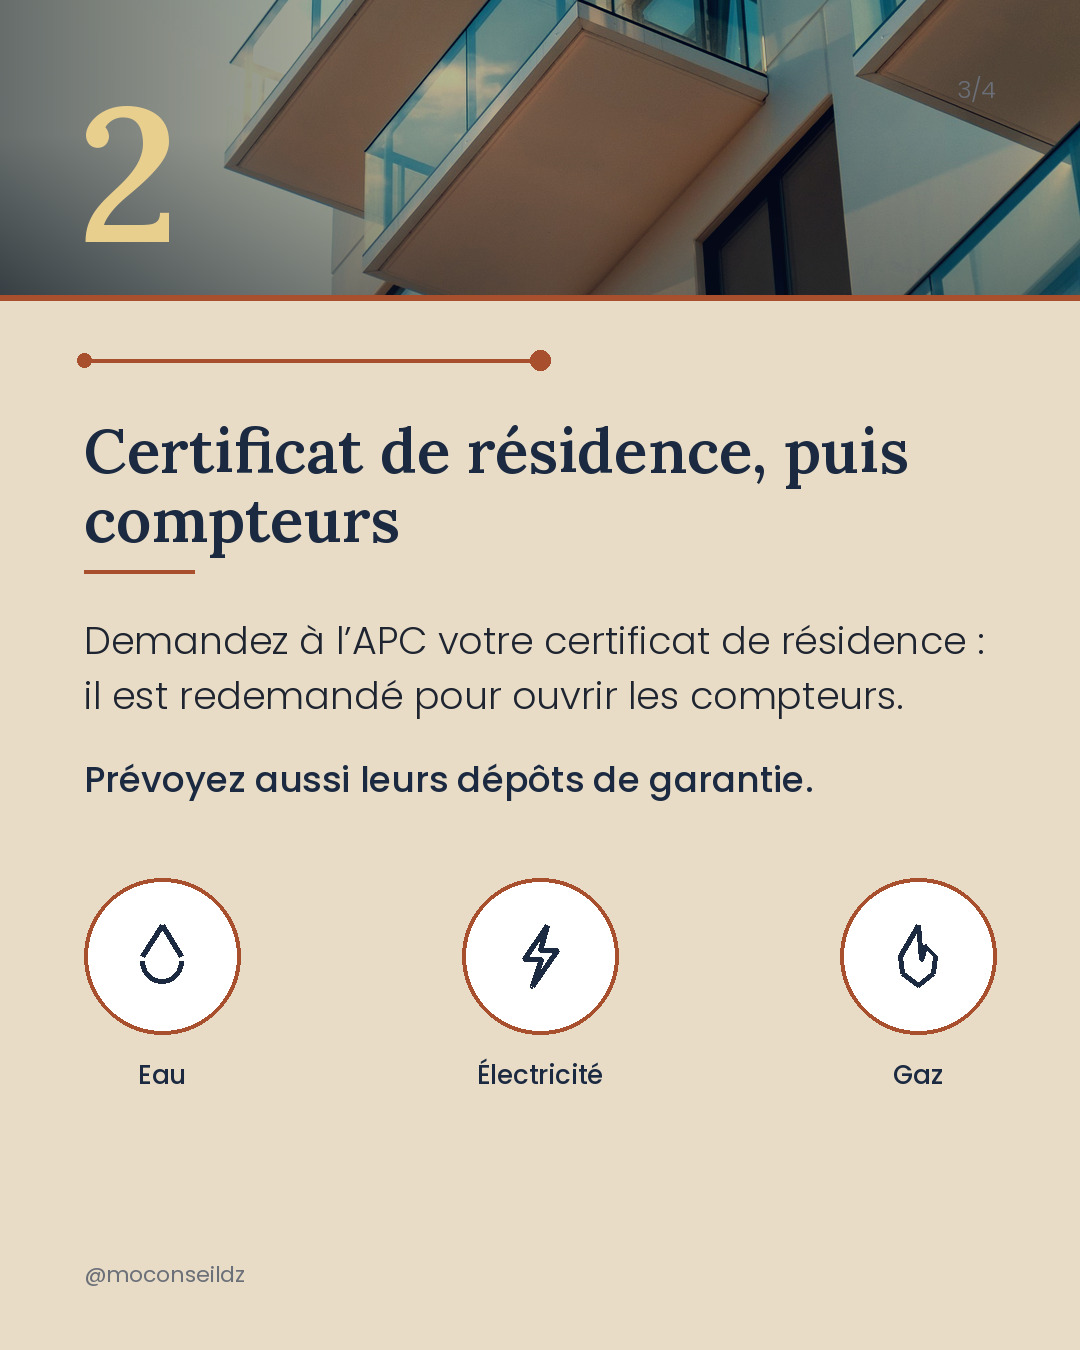 3/4
2
Certificat de résidence, puis
compteurs
Demandez à l’APC votre certificat de résidence :
il est redemandé pour ouvrir les compteurs.
Prévoyez aussi leurs dépôts de garantie.
Eau
Électricité
Gaz
@moconseildz